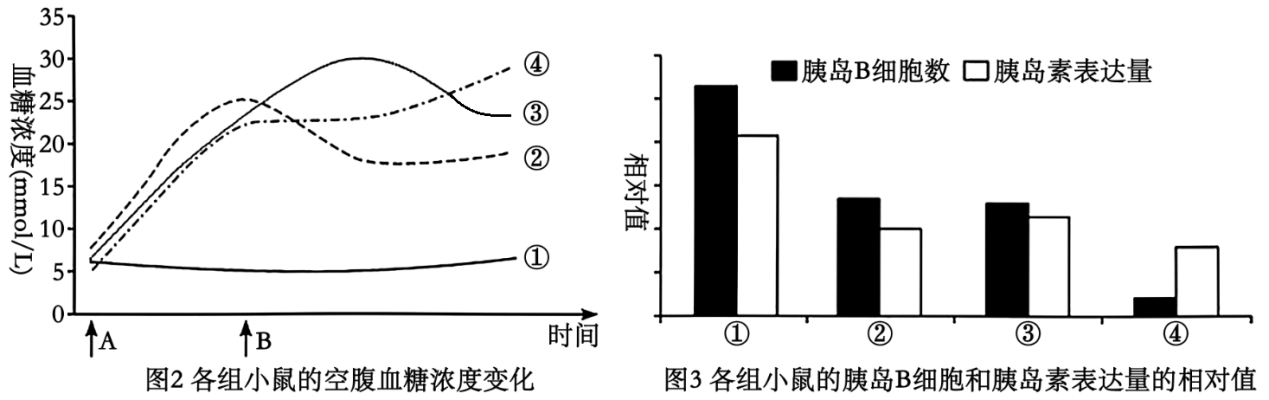 35
30
25
20
15
10
5
0
血糖浓度(mmol/L)
④
③
②
①
A
B
时间
图2 各组小鼠的空腹血糖浓度变化
胰岛B细胞数 胰岛素表达量
相对值
① ② ③ ④
图3 各组小鼠的胰岛B细胞和胰岛素表达量的相对值